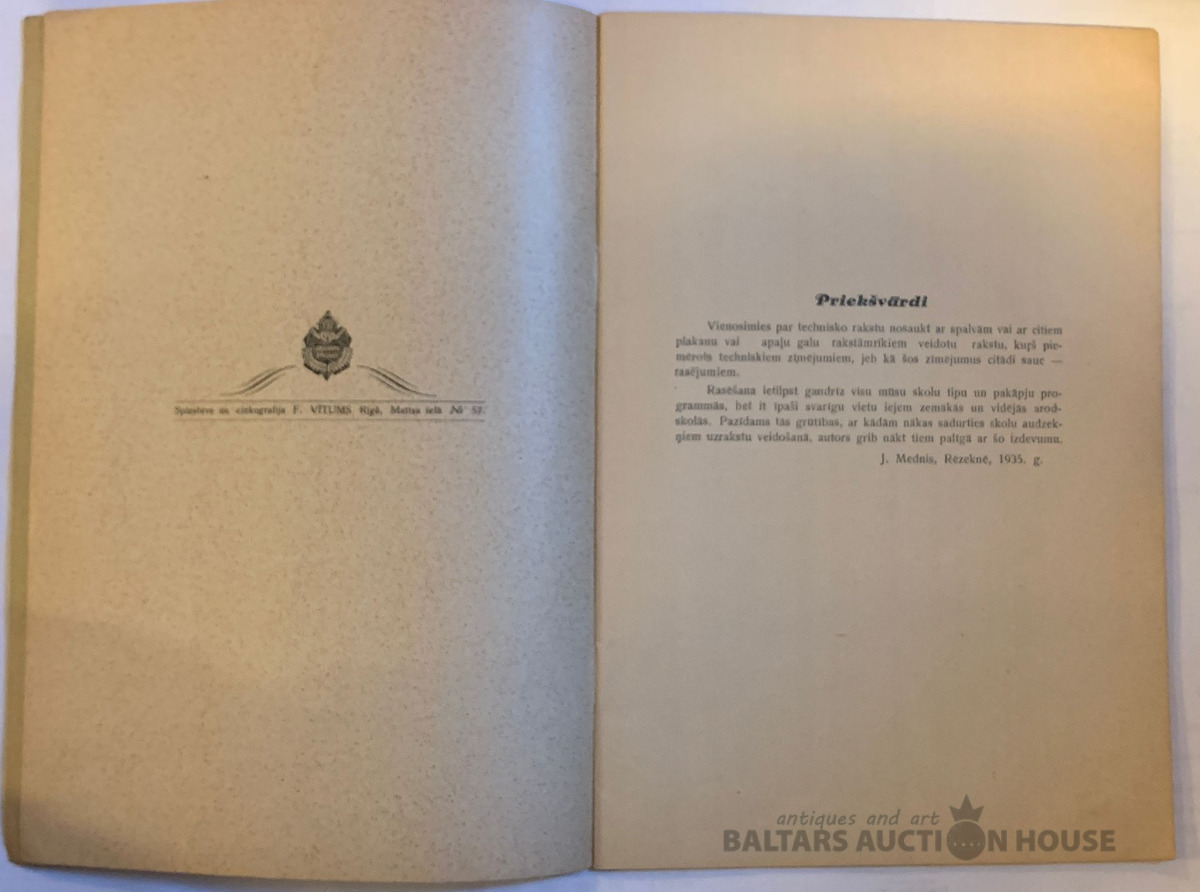 Spiestuve un cinkografija F. VĪTUMS Rīgā, Matīsa ielā № 57.
Priekšvārdi
Vienosimies par technisko rakstu nosaukt ar spalvām vai ar citiem
plakanu vai apaļu galu rakstāmrīkiem veidotu rakstu, kuŗš pie-
mērots techniskiem zīmējumiem, jeb kā šos zīmējumus citādi sauc —
rasējumiem.
Rasēšana ietilpst gandrīz visu mūsu skolu tipu un pakāpju pro-
grammās, bet it īpaši svarīgu vietu ieņem zemākās un vidējās arod-
skolās. Pazīdams tās grūtības, ar kādām nākas sadurties skolu audzēk-
ņiem uzrakstu veidošanā, autors grib nākt tiem palīgā ar šo izdevumu.
J. Mednis, Rēzeknē, 1935. g.
antiques and art
BALTARS AUCTION HOUSE